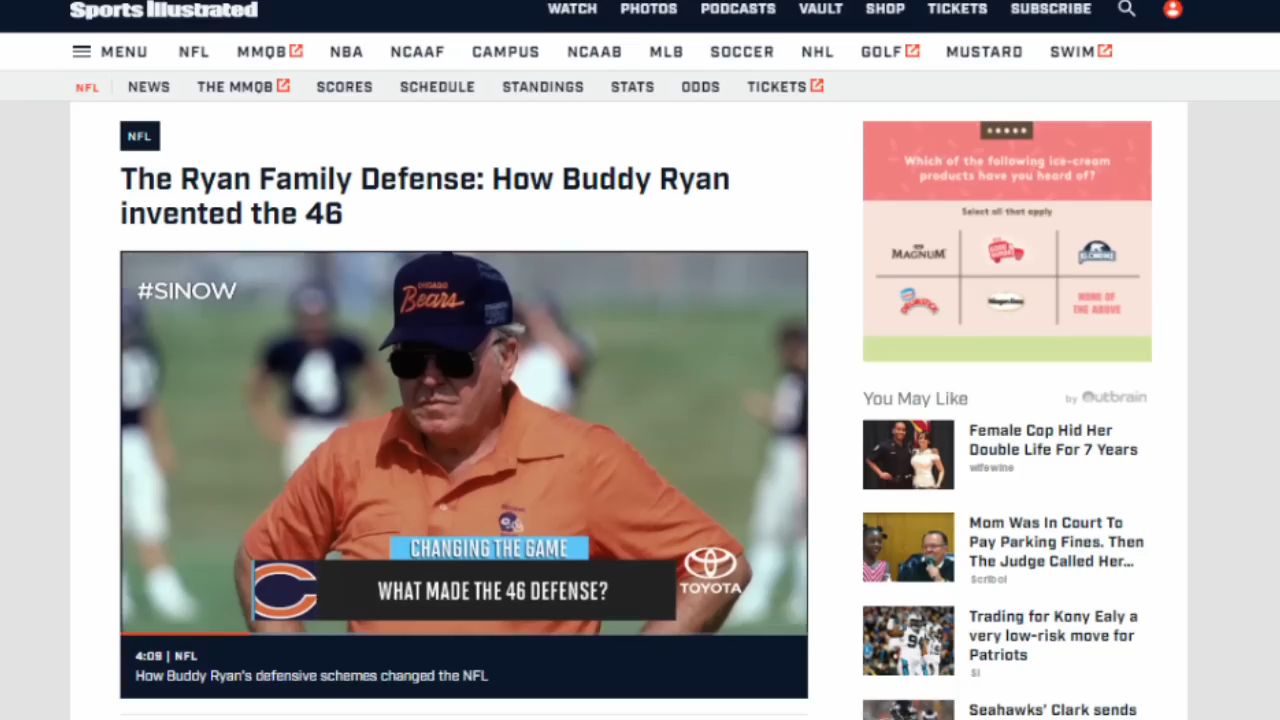 Sports Illustrated
WATCH PHOTOS PODCASTS VAULT SHOP TICKETS SUBSCRIBE
MENU NFL MMQB NBA NCAAF CAMPUS NCAAB MLB SOCCER NHL GOLF MUSTARD SWIM
NFL NEWS THE MMQB SCORES SCHEDULE STANDINGS STATS ODDS TICKETS
NFL
The Ryan Family Defense: How Buddy Ryan
invented the 46
#SINOW
CHICAGO
Bears
CHANGING THE GAME
WHAT MADE THE 46 DEFENSE?
TOYOTA
4:09 | NFL
How Buddy Ryan's defensive schemes changed the NFL
Which of the following ice-cream
products have you heard of?
Select all that apply
MAGNUM
Häagen-Dazs
NONE OF
THE ABOVE
You May Like
by Outbrain
Female Cop Hid Her
Double Life For 7 Years
wifewine
Mom Was In Court To
Pay Parking Fines. Then
The Judge Called Her...
Scribol
Trading for Kony Ealy a
very low-risk move for
Patriots
SI
Seahawks' Clark sends